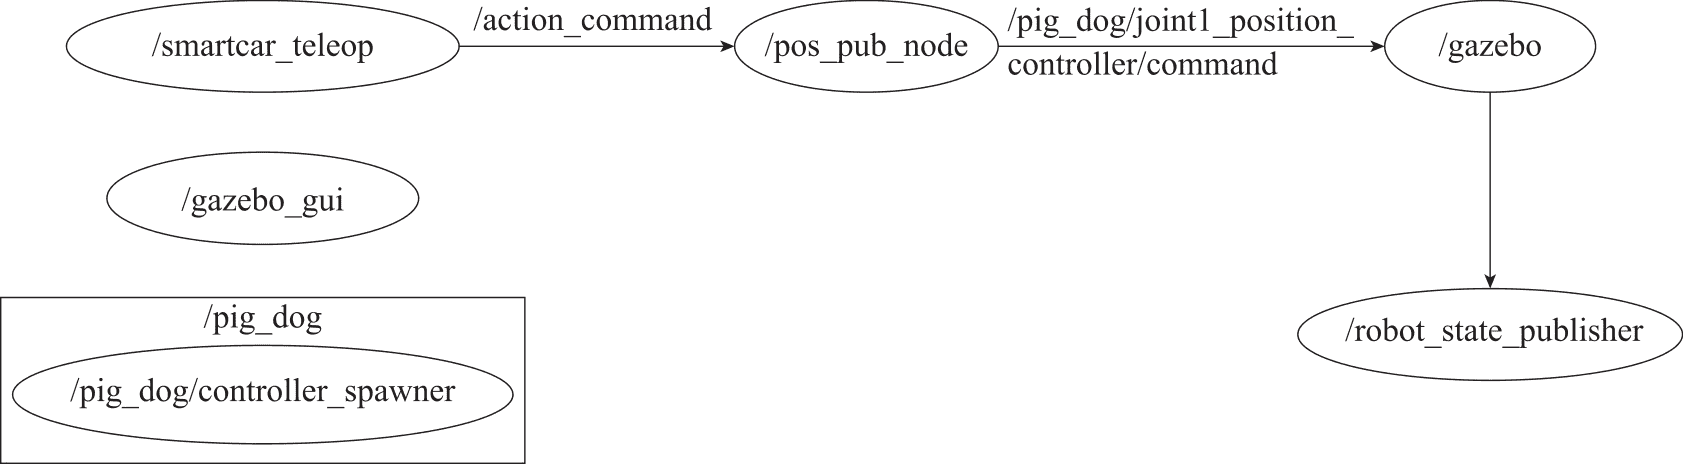 /smartcar_teleop
/action_command
/pos_pub_node
/pig_dog/joint1_position_
controller/command
/gazebo
/gazebo_gui
/pig_dog
/pig_dog/controller_spawner
/robot_state_publisher